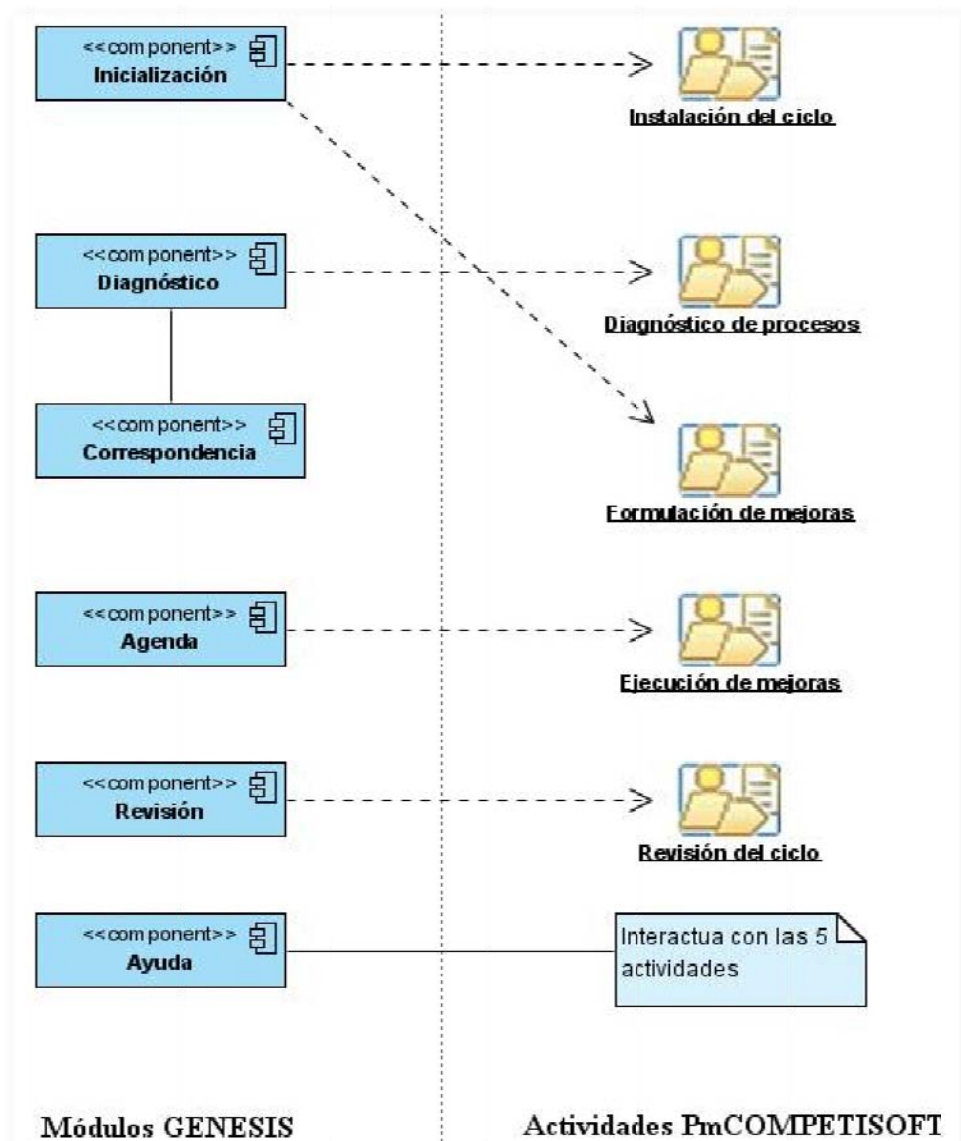 <<component>>
Inicialización
Instalación del ciclo
<<component>>
Diagnóstico
Diagnóstico de procesos
<<component>>
Correspondencia
Formulación de mejoras
<<component>>
Agenda
Ejecución de mejoras
<<component>>
Revisión
Revisión del ciclo
<<component>>
Ayuda
Interactua con las 5
actividades
Módulos GENESIS
Actividades PmCOMPETISOFT